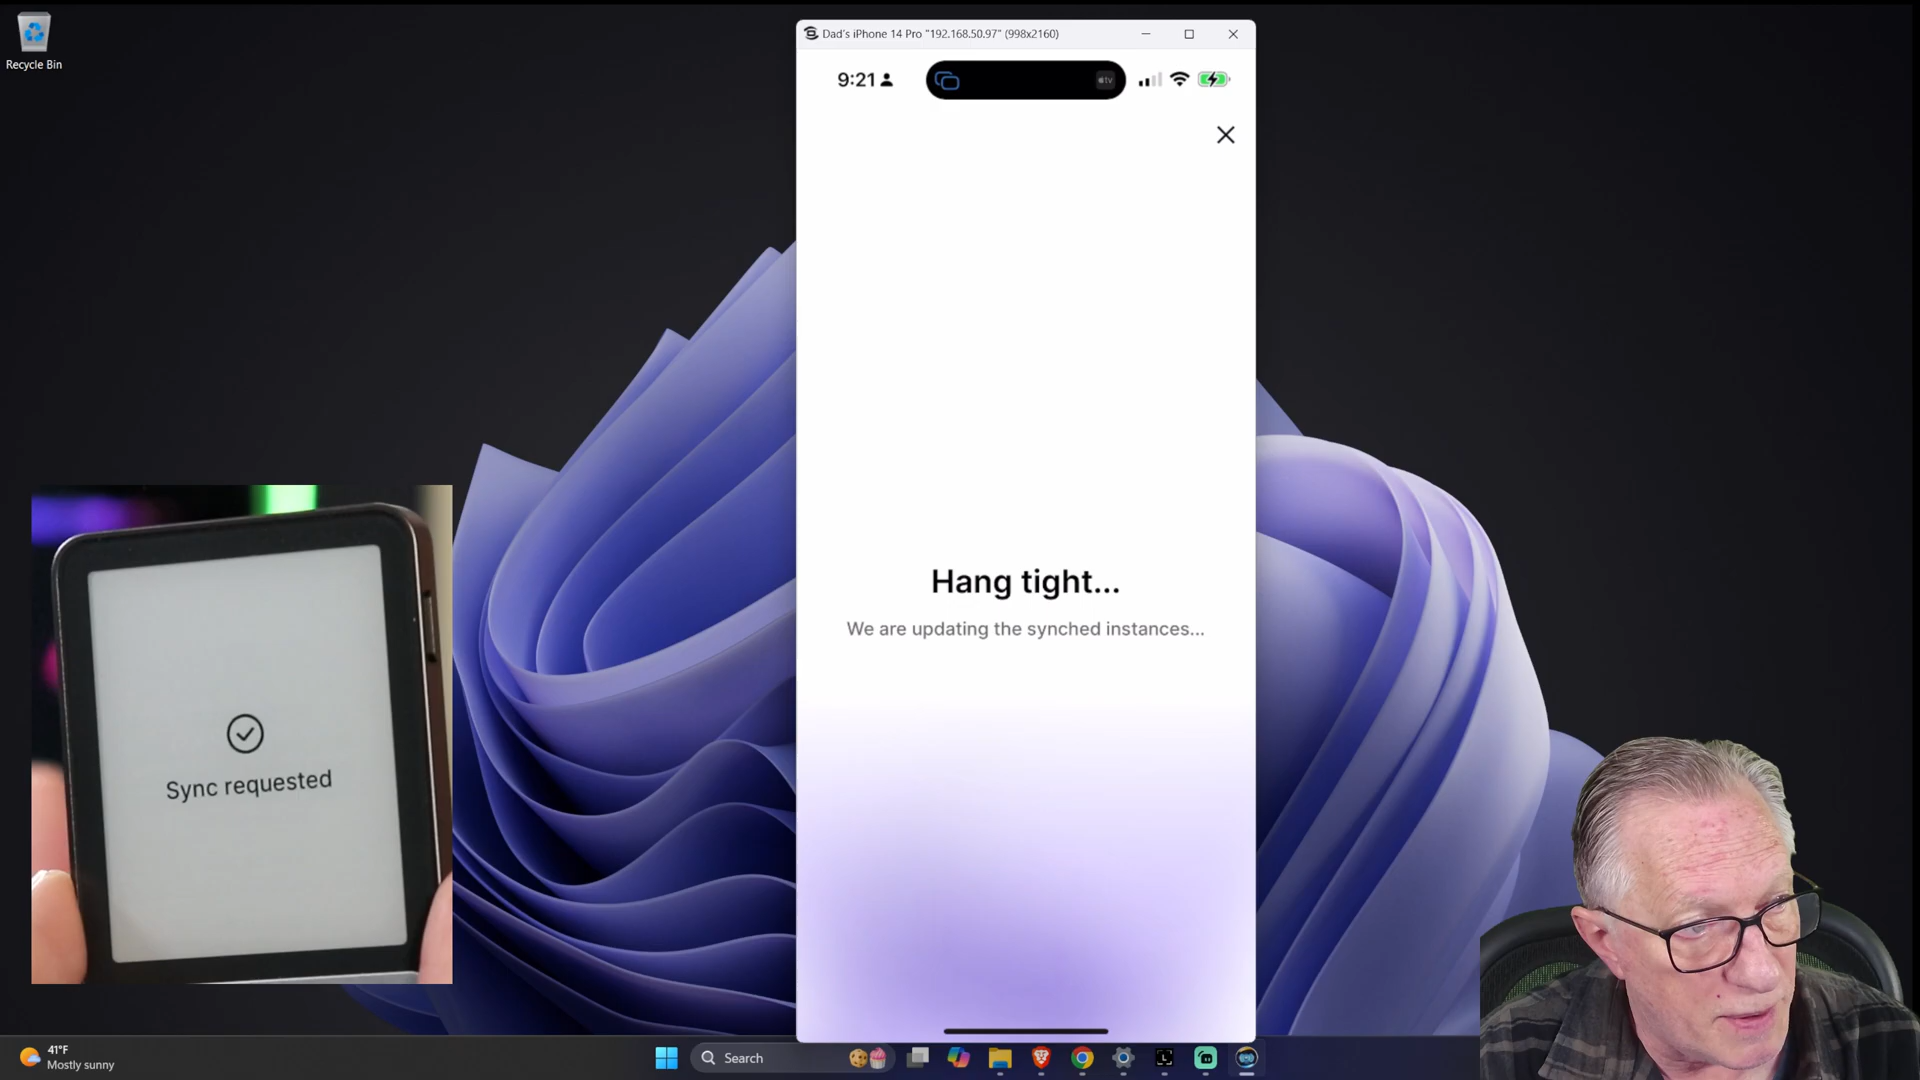 Recycle Bin
Dad's iPhone 14 Pro "192.168.50.97" (998x2160)
9:21
tv
Hang tight...
We are updating the synched instances...
Sync requested
41°F
Mostly sunny
Search
L